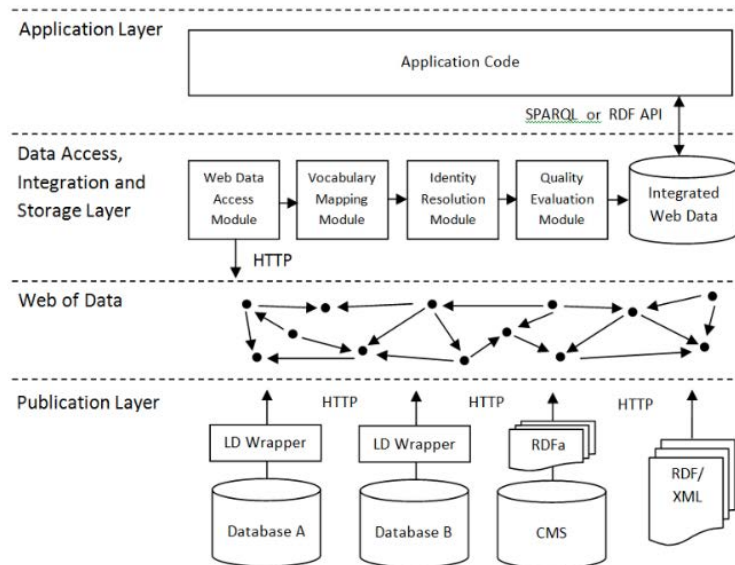 Application Layer
Application Code
SPARQL or RDF API
Data Access,
Integration and
Storage Layer
Web Data
Access
Module
Vocabulary
Mapping
Module
Identity
Resolution
Module
Quality
Evaluation
Module
Integrated
Web Data
HTTP
Web of Data
Publication Layer
HTTP
HTTP
HTTP
LD Wrapper
LD Wrapper
RDFa
RDF/
XML
Database A
Database B
CMS